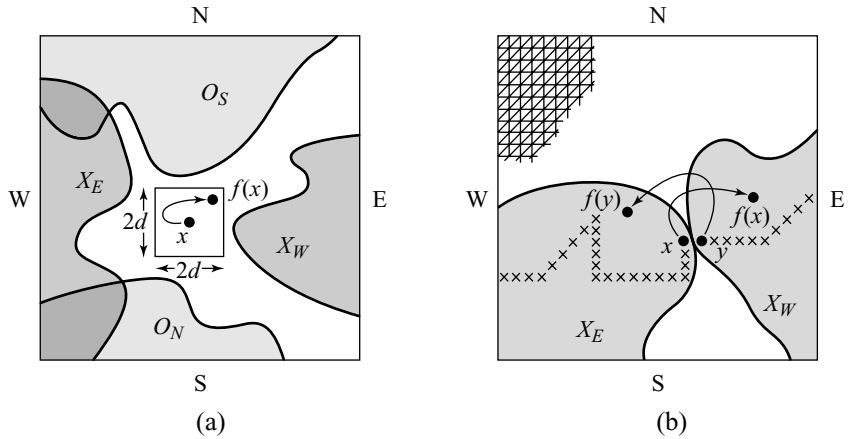 N
O_S
X_E
W
2d
x
f(x)
E
X_W
2d
O_N
S
(a)
N
W
f(y)
f(x)
E
x
y
X_E
X_W
S
(b)